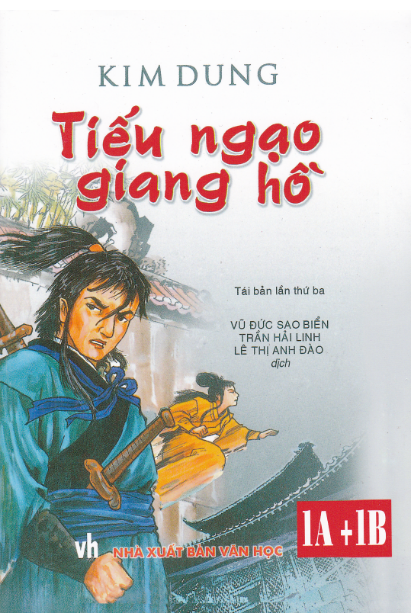 KIM DUNG
Tiếu ngạo
giang hồ
Tái bản lần thứ ba
VŨ ĐỨC SAO BIỂN
TRẦN HẢI LINH
LÊ THỊ ANH ĐÀO
dịch
1A +1B
vh NHÀ XUẤT BẢN VĂN HỌC